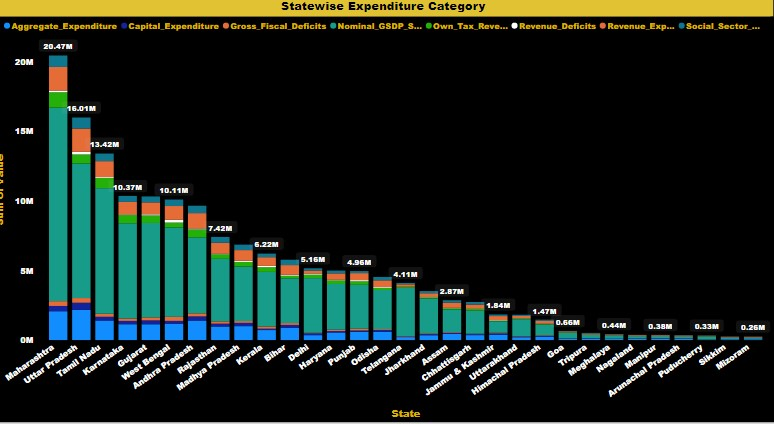 Statewise Expenditure Category
Aggregate_Expenditure Capital_Expenditure Gross_Fiscal_Deficits Nominal_GSDP_S... Own_Tax_Reve... Revenue_Deficits Revenue_Exp... Social_Sector_...
20M
15M
10M
5M
0M
Sum of Value
20.47M
16.01M
13.42M
10.37M
10.11M
7.42M
6.22M
5.16M
4.96M
4.11M
2.87M
1.84M
1.47M
0.66M
0.44M
0.38M
0.33M
0.26M
Maharashtra
Uttar Pradesh
Tamil Nadu
Karnataka
Gujarat
West Bengal
Andhra Pradesh
Rajasthan
Madhya Pradesh
Kerala
Bihar
Delhi
Haryana
Punjab
Odisha
Telangana
Jharkhand
Assam
Chhattisgarh
Jammu & Kashmir
Uttarakhand
Himachal Pradesh
Goa
Tripura
Meghalaya
Nagaland
Manipur
Arunachal Pradesh
Puducherry
Sikkim
Mizoram
State